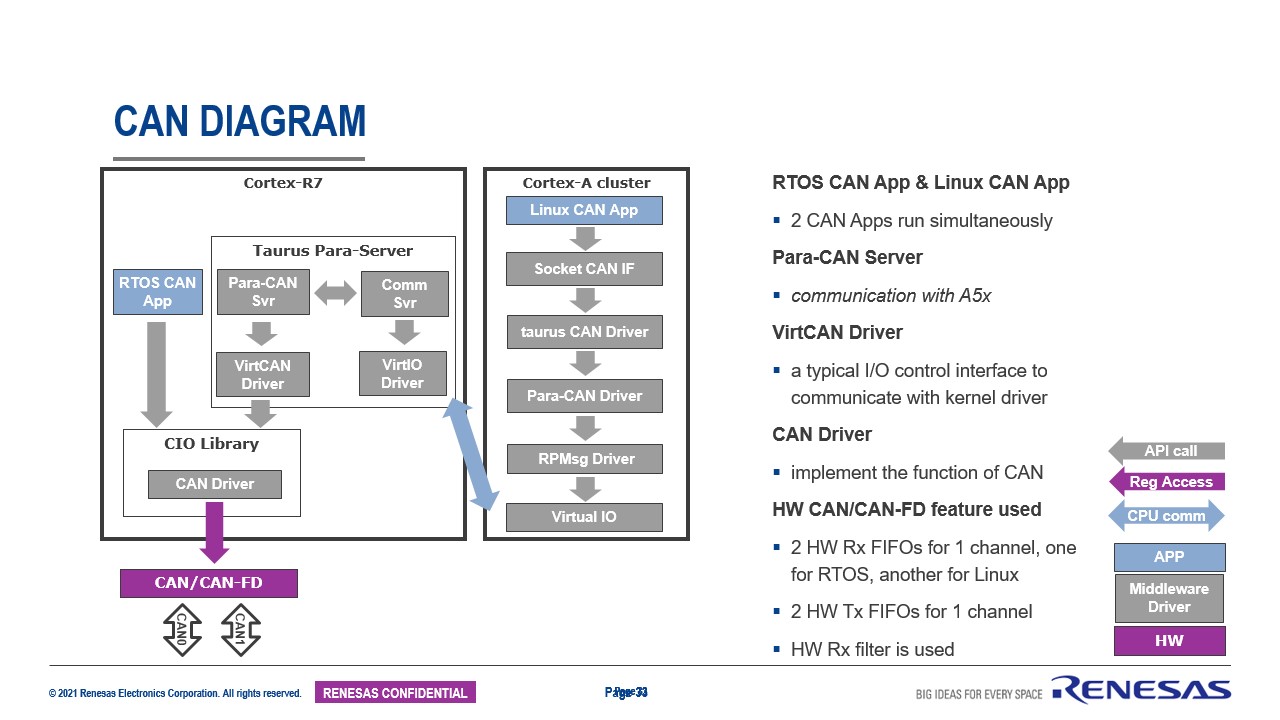 CAN DIAGRAM
Cortex-R7
Taurus Para-Server
RTOS CAN
App
Para-CAN
Svr
Comm
Svr
VirtCAN
Driver
VirtIO
Driver
CIO Library
CAN Driver
CAN/CAN-FD
CAN0
CAN1
Cortex-A cluster
Linux CAN App
Socket CAN IF
taurus CAN Driver
Para-CAN Driver
RPMsg Driver
Virtual IO
RTOS CAN App & Linux CAN App
▪ 2 CAN Apps run simultaneously
Para-CAN Server
▪ communication with A5x
VirtCAN Driver
▪ a typical I/O control interface to
communicate with kernel driver
CAN Driver
▪ implement the function of CAN
HW CAN/CAN-FD feature used
▪ 2 HW Rx FIFOs for 1 channel, one
for RTOS, another for Linux
▪ 2 HW Tx FIFOs for 1 channel
▪ HW Rx filter is used
API call
Reg Access
CPU comm
APP
Middleware
Driver
HW
© 2021 Renesas Electronics Corporation. All rights reserved.
RENESAS CONFIDENTIAL
Page 33
BIG IDEAS FOR EVERY SPACE
RENESAS